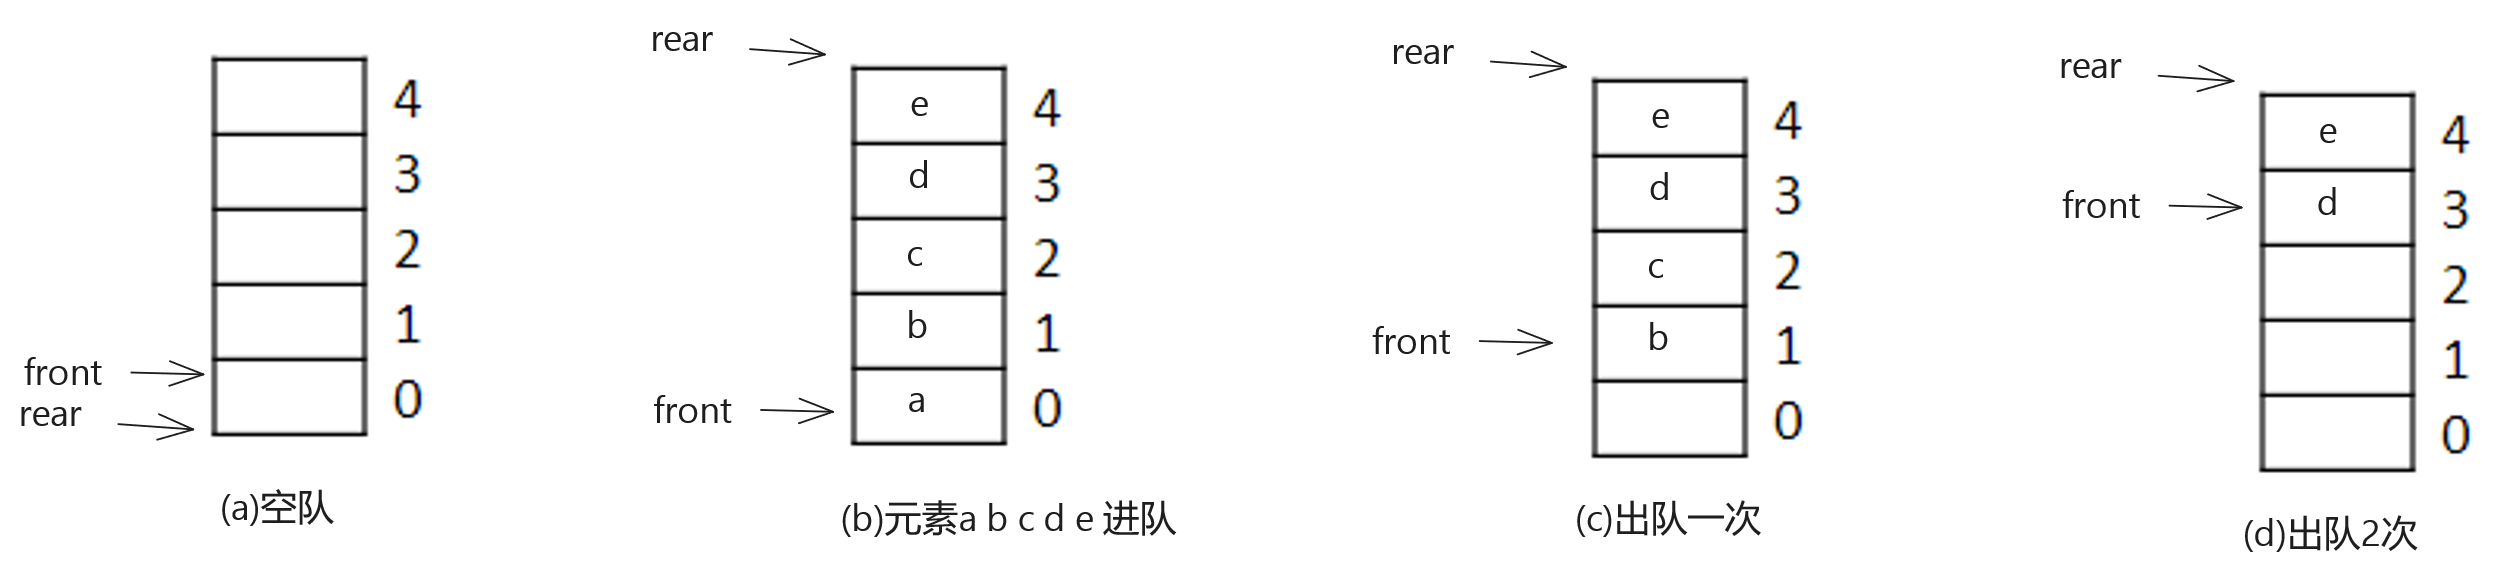 4
3
2
1
0
front
rear
(a)空队
rear
e
4
d
3
c
2
b
1
front
a
0
(b)元素a b c d e 进队
rear
e
4
d
3
c
2
front
b
1
0
(c)出队一次
rear
e
4
front
d
3
2
1
0
(d)出队2次